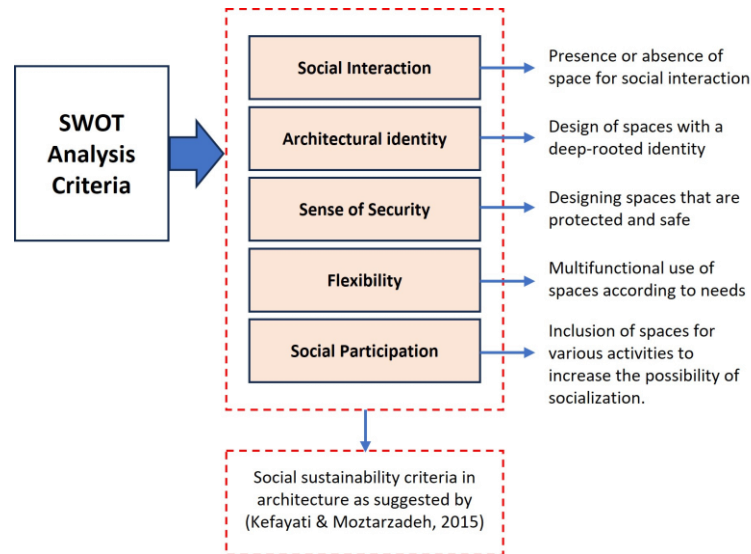 SWOT
Analysis
Criteria
Social Interaction
Presence or absence of
space for social interaction
Architectural identity
Design of spaces with a
deep-rooted identity
Sense of Security
Designing spaces that are
protected and safe
Flexibility
Multifunctional use of
spaces according to needs
Social Participation
Inclusion of spaces for
various activities to
increase the possibility of
socialization.
Social sustainability criteria in
architecture as suggested by
(Kefayati & Moztarzadeh, 2015)